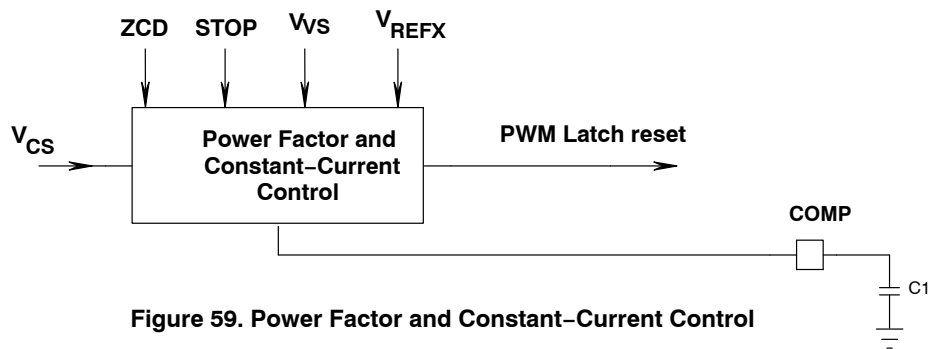 ZCD STOP VVS VREFX
VCS
Power Factor and
Constant−Current
Control
PWM Latch reset
COMP
C1
Figure 59. Power Factor and Constant−Current Control